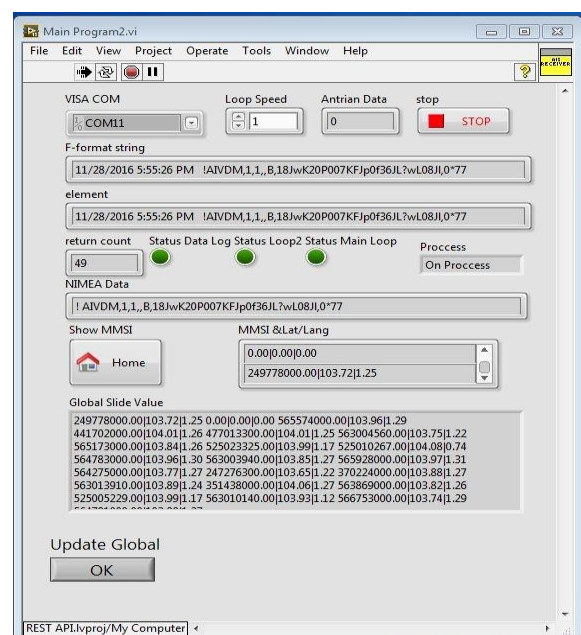 Main Program2.vi
File Edit View Project Operate Tools Window Help
AIS
RECEIVER
VISA COM Loop Speed Antrian Data stop
COM11 1 0 STOP
F-format string
11/28/2016 5:55:26 PM !AIVDM,1,1,,B,18JwK20P007KFJp0f36JL?wL08JI,0*77
element
11/28/2016 5:55:26 PM !AIVDM,1,1,,B,18JwK20P007KFJp0f36JL?wL08JI,0*77
return count Status Data Log Status Loop2 Status Main Loop Proccess
49 On Proccess
NIMEA Data
! AIVDM,1,1,,B,18JwK20P007KFJp0f36JL?wL08JI,0*77
Show MMSI MMSI &Lat/Lang
Home
0.00|0.00|0.00
249778000.00|103.72|1.25
Global Slide Value
249778000.00|103.72|1.25 0.00|0.00|0.00 565574000.00|103.96|1.29
441702000.00|104.01|1.26 477013300.00|104.01|1.25 563004560.00|103.75|1.22
565173000.00|103.84|1.26 525023325.00|103.99|1.17 525010267.00|104.08|0.74
564783000.00|103.96|1.30 563003940.00|103.85|1.27 565928000.00|103.97|1.31
564275000.00|103.77|1.27 247276300.00|103.65|1.22 370224000.00|103.88|1.27
563013910.00|103.89|1.24 351438000.00|104.06|1.27 563869000.00|103.82|1.26
525005229.00|103.99|1.17 563010140.00|103.93|1.12 566753000.00|103.74|1.29
Update Global
OK
REST API.lvproj/My Computer